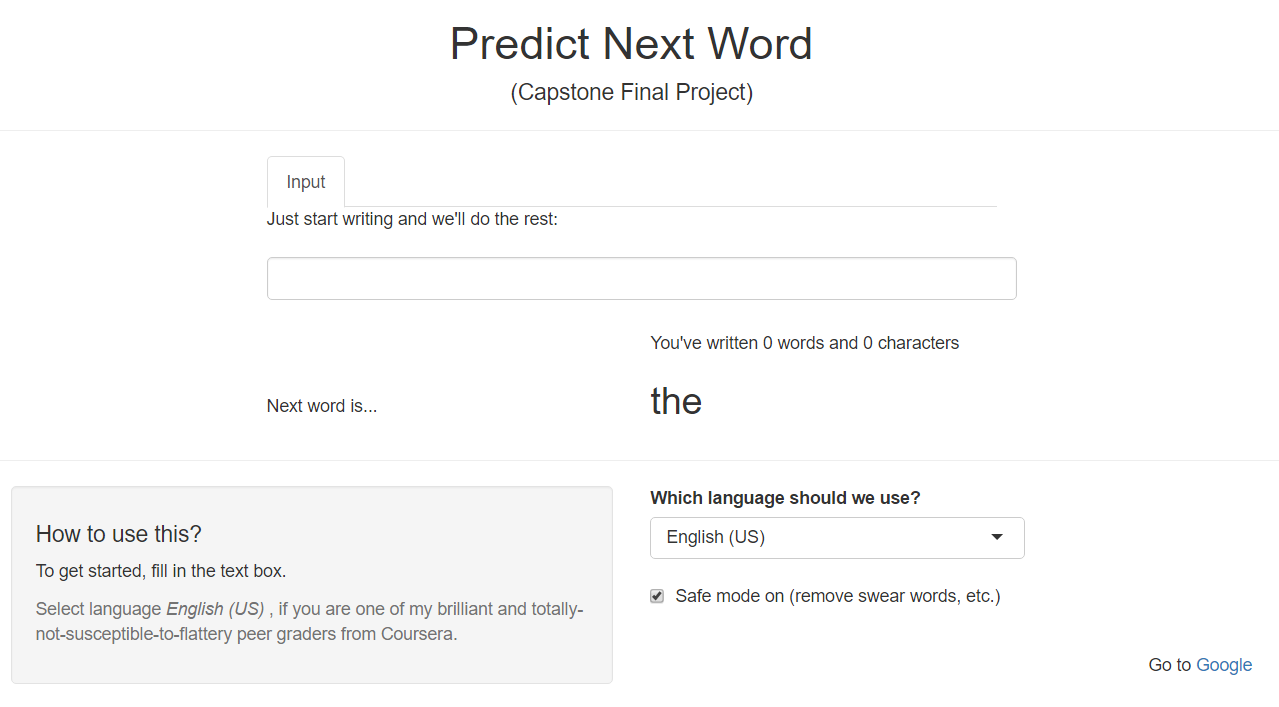 Predict Next Word
(Capstone Final Project)
Input
Just start writing and we'll do the rest:
You've written 0 words and 0 characters
Next word is...
the
How to use this?
To get started, fill in the text box.
Select language English (US) , if you are one of my brilliant and totally-
not-susceptible-to-flattery peer graders from Coursera.
Which language should we use?
English (US)
Safe mode on (remove swear words, etc.)
Go to Google